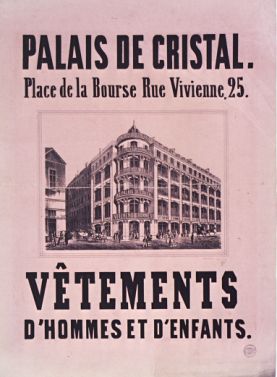 PALAIS DE CRISTAL.
Place de la Bourse Rue Vivienne, 25.
VÊTEMENTS
D'HOMMES ET D'ENFANTS.